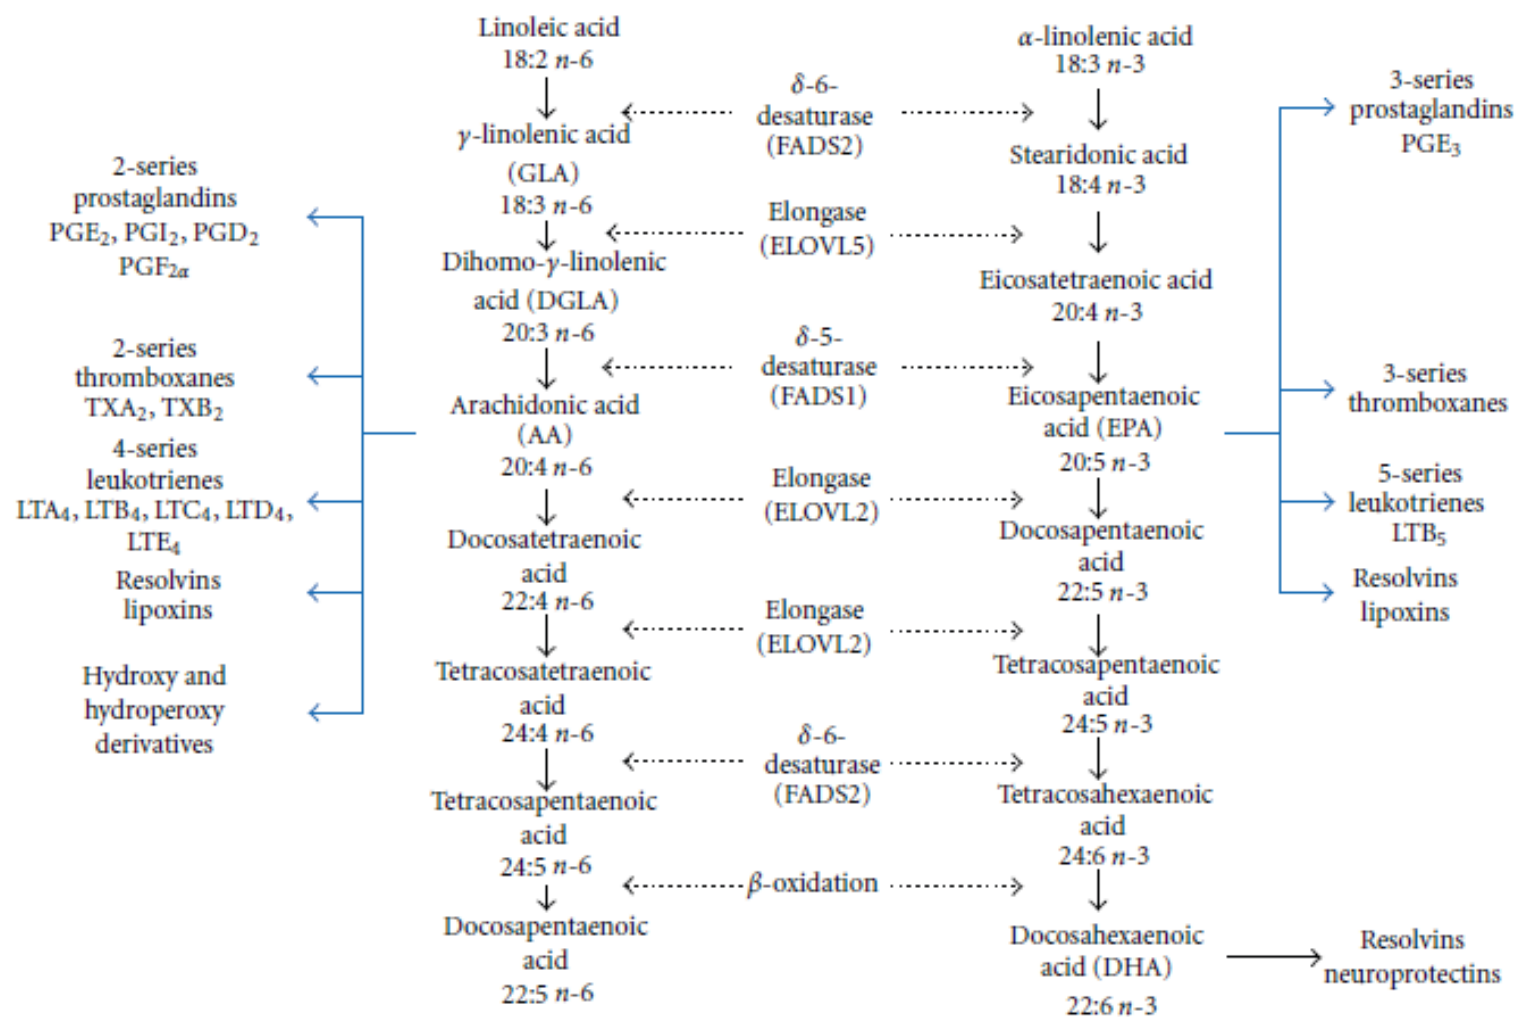 Linoleic acid
18:2 n-6
γ-linolenic acid
(GLA)
18:3 n-6
Dihomo-γ-linolenic
acid (DGLA)
20:3 n-6
Arachidonic acid
(AA)
20:4 n-6
Docosatetraenoic
acid
22:4 n-6
Tetracosatetraenoic
acid
24:4 n-6
Tetracosapentaenoic
acid
24:5 n-6
Docosapentaenoic
acid
22:5 n-6
δ-6-
desaturase
(FADS2)
Elongase
(ELOVL5)
δ-5-
desaturase
(FADS1)
Elongase
(ELOVL2)
Elongase
(ELOVL2)
δ-6-
desaturase
(FADS2)
β-oxidation
α-linolenic acid
18:3 n-3
Stearidonic acid
18:4 n-3
Eicosatetraenoic acid
20:4 n-3
Eicosapentaenoic
acid (EPA)
20:5 n-3
Docosapentaenoic
acid
22:5 n-3
Tetracosapentaenoic
acid
24:5 n-3
Tetracosahexaenoic
acid
24:6 n-3
Docosahexaenoic
acid (DHA)
22:6 n-3
2-series
prostaglandins
PGE₂, PGI₂, PGD₂
PGF₂α
2-series
thromboxanes
TXA₂, TXB₂
4-series
leukotrienes
LTA₄, LTB₄, LTC₄, LTD₄,
LTE₄
Resolvins
lipoxins
Hydroxy and
hydroperoxy
derivatives
3-series
prostaglandins
PGE₃
3-series
thromboxanes
5-series
leukotrienes
LTB₅
Resolvins
lipoxins
Resolvins
neuroprotectins